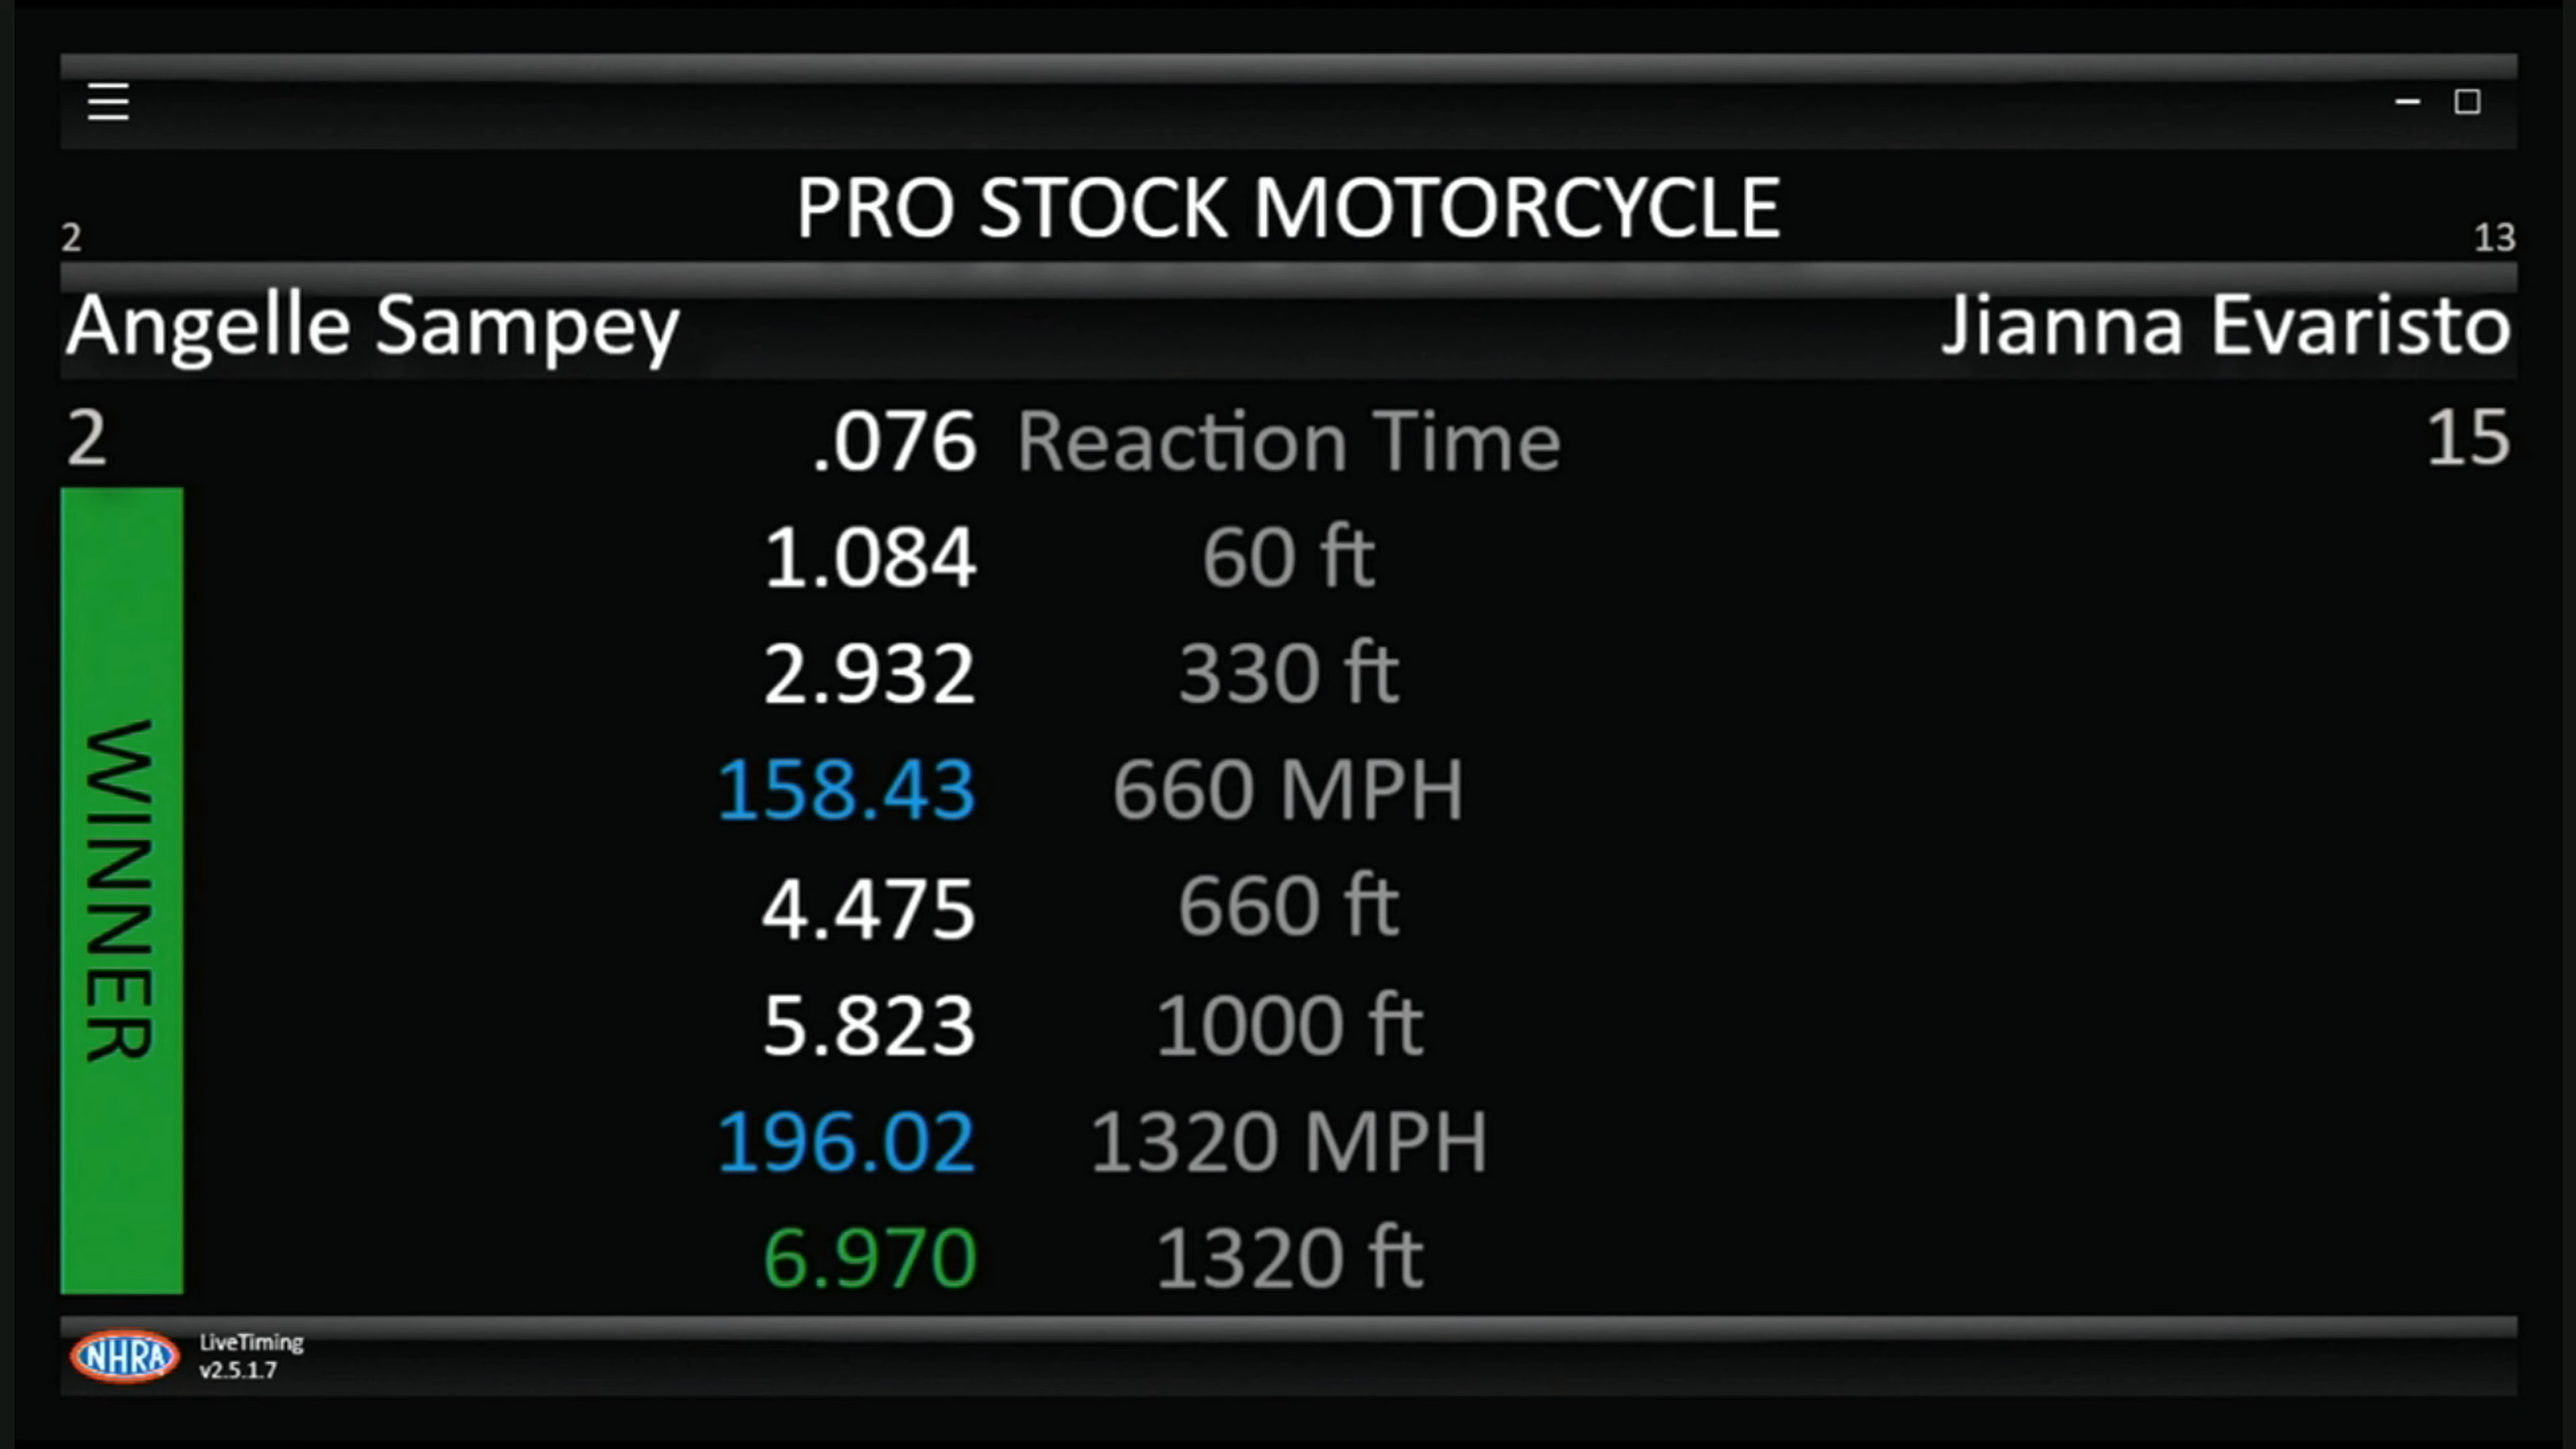 PRO STOCK MOTORCYCLE
2 13
Angelle Sampey Jianna Evaristo
2 .076 Reaction Time 15
1.084 60 ft
2.932 330 ft
158.43 660 MPH
4.475 660 ft
5.823 1000 ft
196.02 1320 MPH
6.970 1320 ft
WINNER
NHRA
LiveTiming
v2.5.1.7